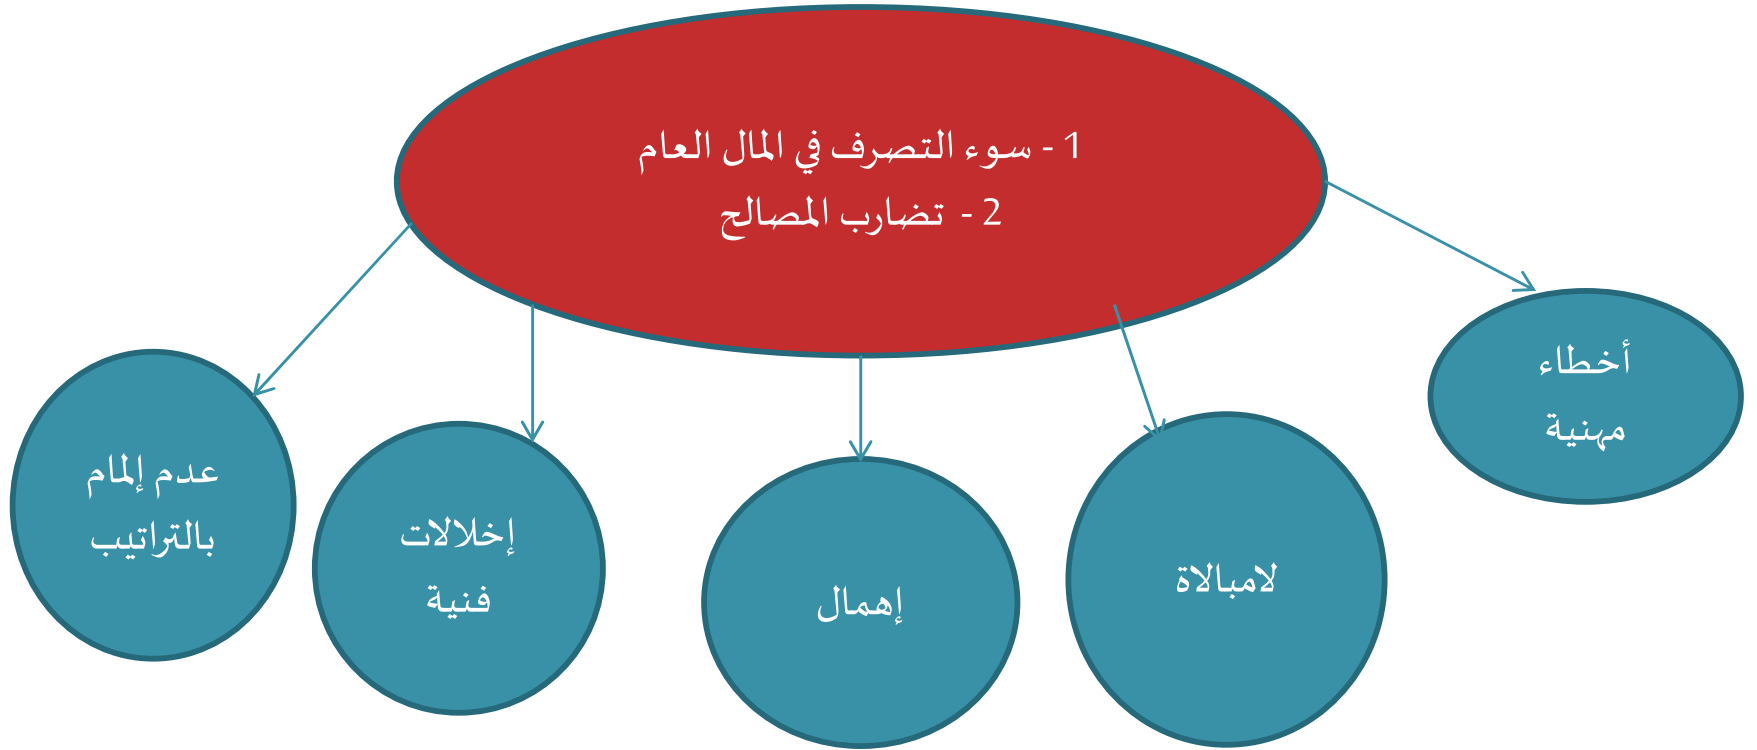 1 - سوء التصرف في المال العام
2 - تضارب المصالح
أخطاء
مهنية
لامبالاة
إهمال
إخلالات
فنية
عدم إلمام
بالتراتيب